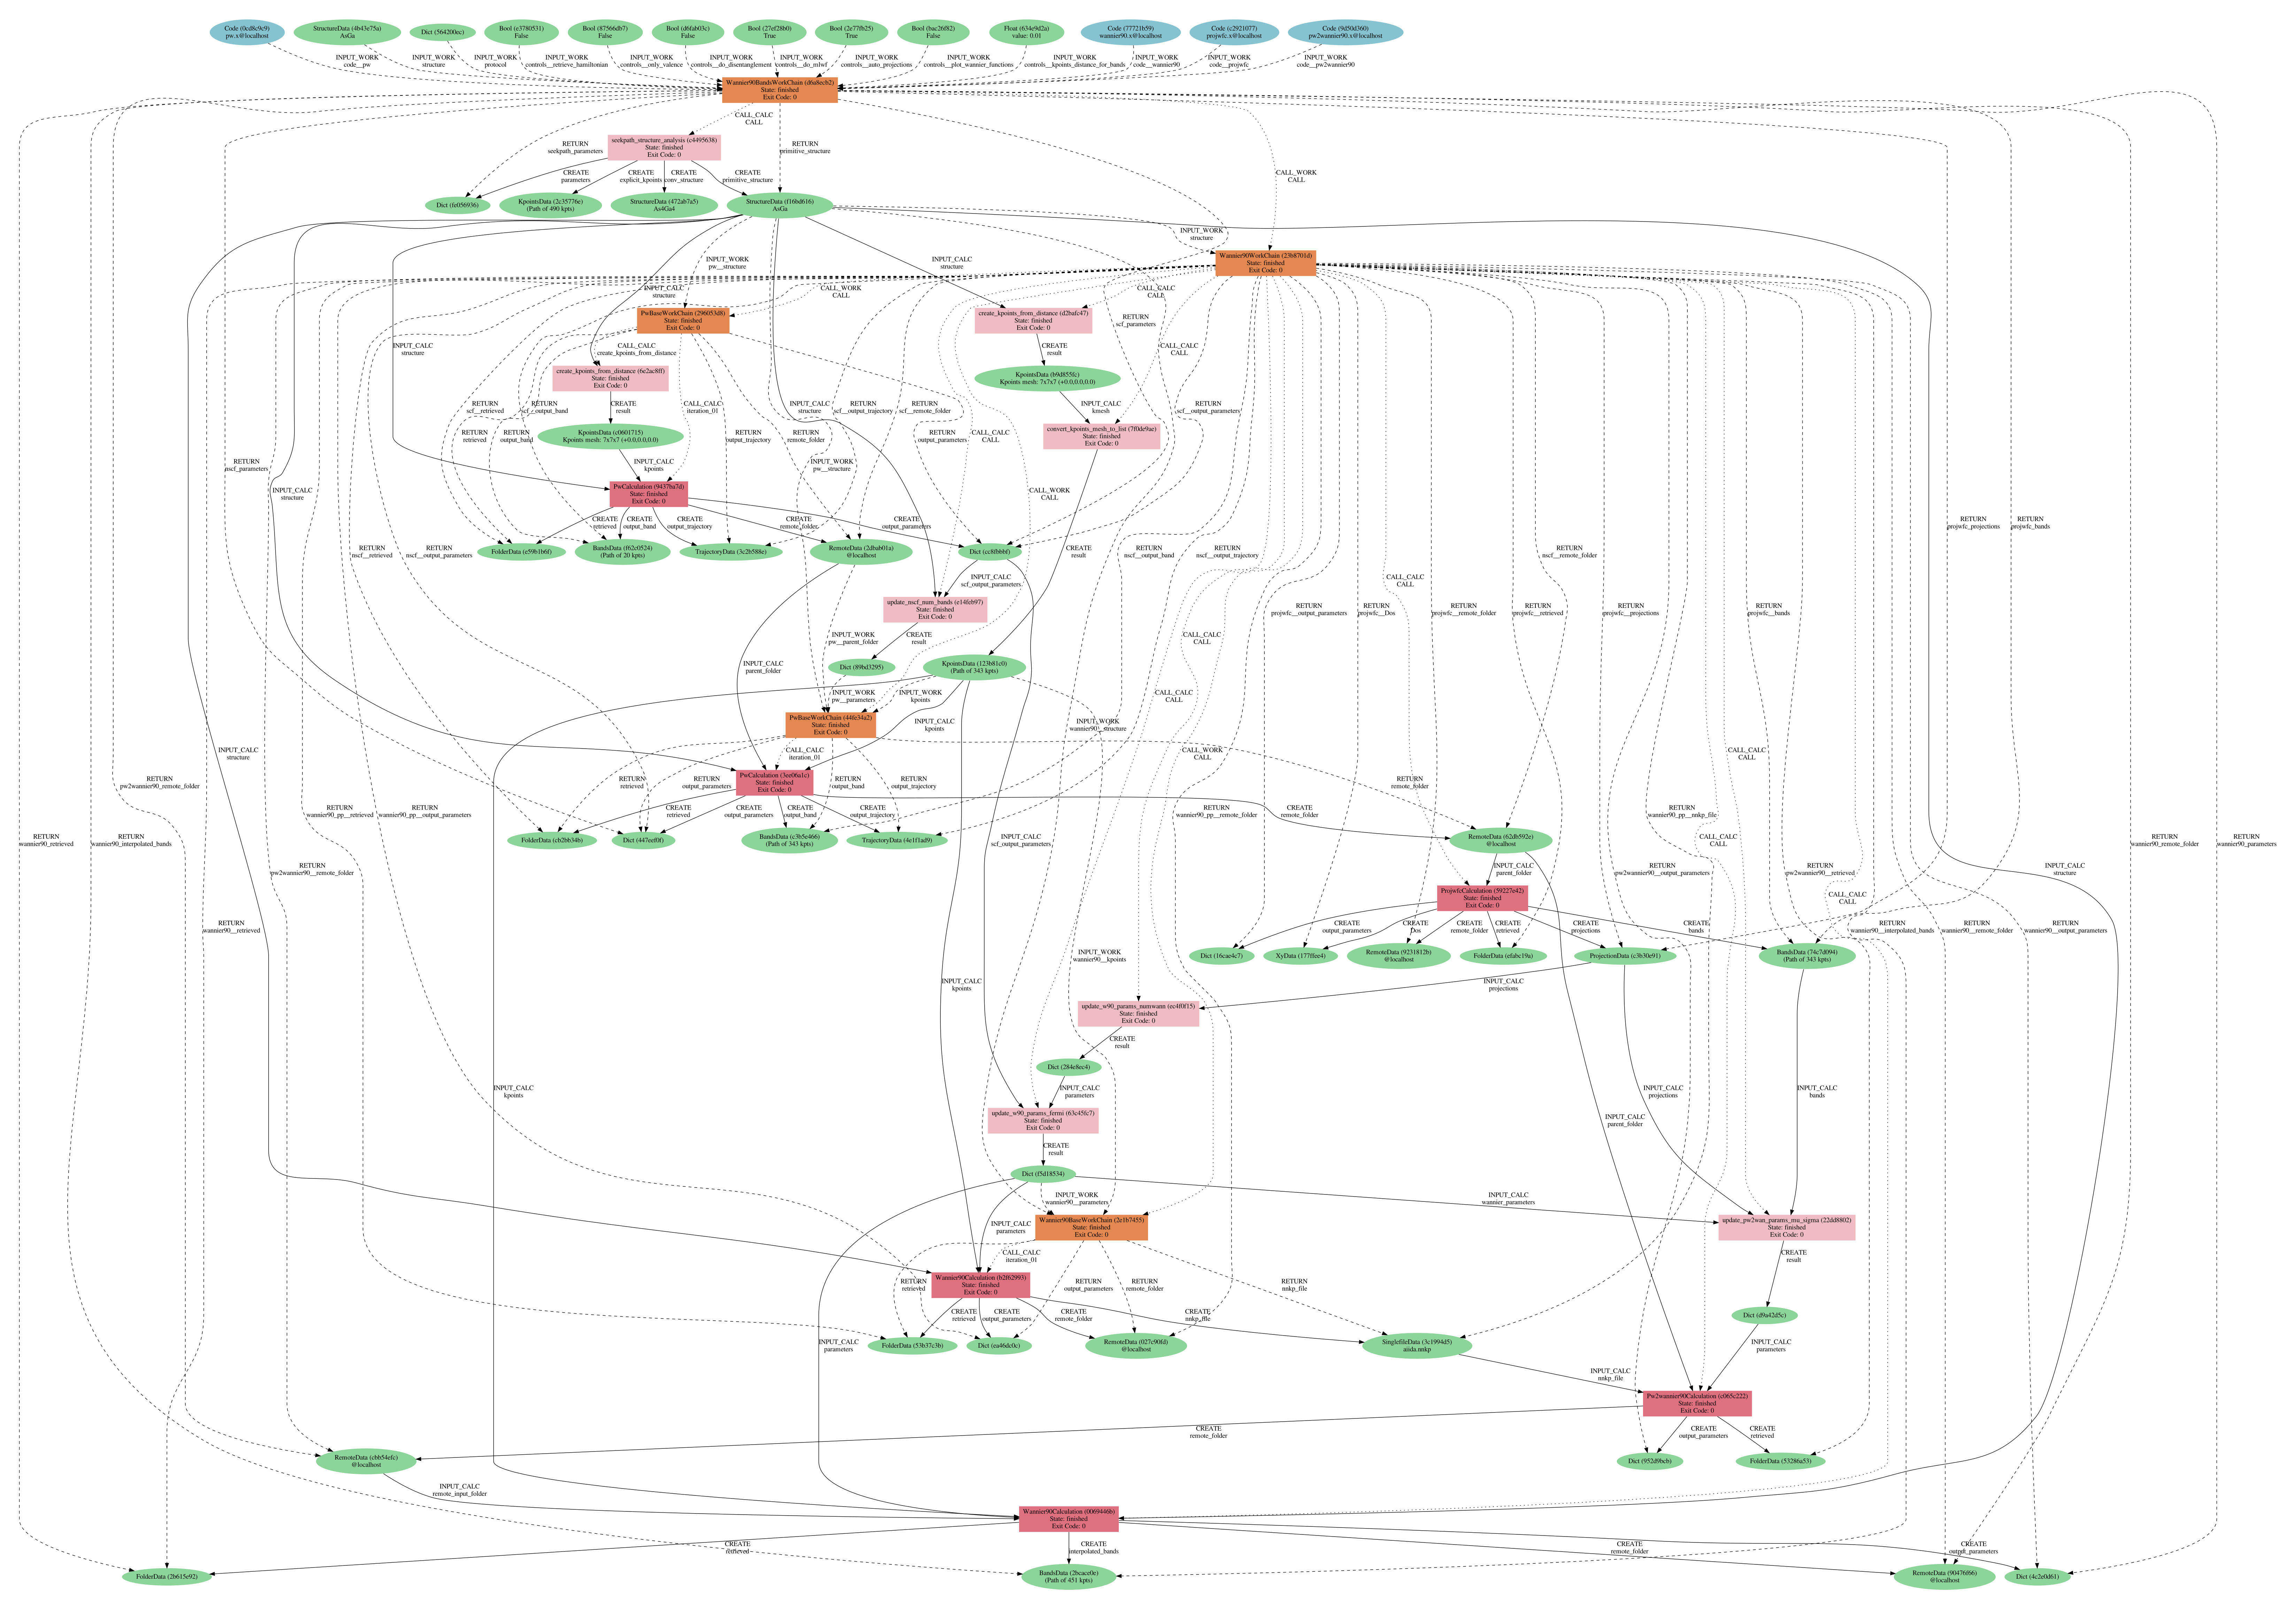 Code (0cd8c9c9)
pw.x@localhost
StructureData (4b43e75a)
AsGa
Dict (564200ec)
Bool (e3780531)
False
Bool (87566db7)
False
Bool (d6fab03c)
False
Bool (27ef28b0)
True
Bool (2e77fb25)
True
Bool (bac26f82)
False
Float (634e9d2a)
value: 0.01
Code (77721b59)
wannier90.x@localhost
Code (c2921077)
projwfc.x@localhost
Code (9d50d360)
pw2wannier90.x@localhost
INPUT_WORK
code__pw
INPUT_WORK
structure
INPUT_WORK
protocol
INPUT_WORK
controls__retrieve_hamiltonian
INPUT_WORK
controls__only_valence
INPUT_WORK
controls__do_disentanglement
INPUT_WORK
controls__do_mlwf
INPUT_WORK
controls__auto_projections
INPUT_WORK
controls__plot_wannier_functions
INPUT_WORK
controls__kpoints_distance_for_bands
INPUT_WORK
code__wannier90
INPUT_WORK
code__projwfc
INPUT_WORK
code__pw2wannier90
Wannier90BandsWorkChain (d6a8ecb2)
State: finished
Exit Code: 0
CALL_CALC
CALL
RETURN
seekpath_parameters
RETURN
primitive_structure
seekpath_structure_analysis (c4495638)
State: finished
Exit Code: 0
CREATE
parameters
CREATE
explicit_kpoints
CREATE
conv_structure
CREATE
primitive_structure
CALL_WORK
CALL
Dict (fe056936)
KpointsData (2c35776e)
(Path of 490 kpts)
StructureData (472ab7a5)
As4Ga4
StructureData (f16bd616)
AsGa
INPUT_WORK
structure
INPUT_WORK
pw__structure
INPUT_CALC
structure
Wannier90WorkChain (23b8701d)
State: finished
Exit Code: 0
INPUT_CALC
structure
CALL_WORK
CALL
CALL_CALC
CALL
PwBaseWorkChain (296053d8)
State: finished
Exit Code: 0
create_kpoints_from_distance (d2bafc47)
State: finished
Exit Code: 0
RETURN
scf_parameters
INPUT_CALC
structure
CALL_CALC
create_kpoints_from_distance
CREATE
result
CALL_CALC
CALL
create_kpoints_from_distance (6e2ac8ff)
State: finished
Exit Code: 0
KpointsData (b9d855fc)
Kpoints mesh: 7x7x7 (+0.0,0.0,0.0)
RETURN
scf__retrieved
RETURN
scf__output_band
CREATE
result
CALL_CALC
iteration_01
INPUT_CALC
structure
RETURN
scf__output_trajectory
RETURN
scf__remote_folder
INPUT_CALC
kmesh
RETURN
scf__output_parameters
KpointsData (c0601715)
Kpoints mesh: 7x7x7 (+0.0,0.0,0.0)
convert_kpoints_mesh_to_list (7f0de9ae)
State: finished
Exit Code: 0
RETURN
nscf_parameters
RETURN
retrieved
RETURN
output_band
INPUT_CALC
kpoints
RETURN
output_trajectory
RETURN
remote_folder
INPUT_WORK
pw__structure
RETURN
output_parameters
CALL_CALC
CALL
INPUT_CALC
structure
PwCalculation (9437ba7d)
State: finished
Exit Code: 0
CALL_WORK
CALL
CREATE
retrieved
CREATE
output_band
CREATE
output_trajectory
CREATE
remote_folder
CREATE
output_parameters
RETURN
projwfc_projections
RETURN
projwfc_bands
FolderData (e59b1b6f)
BandsData (f62c0524)
(Path of 20 kpts)
TrajectoryData (3c2b588e)
RemoteData (2dbab01a)
@localhost
Dict (cc8fbbbf)
RETURN
nscf__retrieved
RETURN
nscf__output_parameters
CREATE
result
RETURN
nscf__output_band
RETURN
nscf__output_trajectory
RETURN
nscf__remote_folder
INPUT_CALC
scf_output_parameters
CALL_CALC
CALL
update_nscf_num_bands (e14feb97)
State: finished
Exit Code: 0
INPUT_WORK
pw__parent_folder
CREATE
result
RETURN
projwfc__output_parameters
RETURN
projwfc__Dos
RETURN
projwfc__remote_folder
RETURN
projwfc__retrieved
RETURN
projwfc__projections
RETURN
projwfc__bands
CALL_CALC
CALL
INPUT_CALC
parent_folder
Dict (89bd3295)
KpointsData (123b81c0)
(Path of 343 kpts)
INPUT_WORK
pw__parameters
INPUT_WORK
kpoints
CALL_CALC
CALL
PwBaseWorkChain (44fe34a2)
State: finished
Exit Code: 0
INPUT_CALC
kpoints
INPUT_WORK
wannier90__structure
INPUT_CALC
structure
CALL_CALC
iteration_01
CALL_WORK
CALL
CALL_CALC
CALL
RETURN
pw2wannier90_remote_folder
PwCalculation (3ee06a1c)
State: finished
Exit Code: 0
RETURN
retrieved
RETURN
output_parameters
RETURN
output_band
RETURN
output_trajectory
RETURN
remote_folder
RETURN
wannier90_pp__retrieved
RETURN
wannier90_pp__output_parameters
CREATE
retrieved
CREATE
output_parameters
CREATE
output_band
CREATE
output_trajectory
CREATE
remote_folder
RETURN
wannier90_pp__remote_folder
RETURN
wannier90_pp__nnkp_file
CALL_CALC
CALL
RETURN
wannier90_retrieved
RETURN
wannier90_interpolated_bands
FolderData (cb2bb34b)
Dict (447eef0f)
BandsData (c3b5e466)
(Path of 343 kpts)
TrajectoryData (4e1f1ad9)
RemoteData (62db592e)
@localhost
RETURN
wannier90_remote_folder
RETURN
wannier90_parameters
RETURN
pw2wannier90__remote_folder
INPUT_CALC
scf_output_parameters
INPUT_CALC
parent_folder
RETURN
pw2wannier90__output_parameters
RETURN
pw2wannier90__retrieved
INPUT_CALC
structure
ProjwfcCalculation (59227e42)
State: finished
Exit Code: 0
CALL_CALC
CALL
RETURN
wannier90__retrieved
CREATE
output_parameters
CREATE
Dos
CREATE
remote_folder
CREATE
retrieved
CREATE
projections
CREATE
bands
RETURN
wannier90__interpolated_bands
RETURN
wannier90__remote_folder
RETURN
wannier90__output_parameters
INPUT_CALC
structure
INPUT_WORK
wannier90__kpoints
Dict (16cae4c7)
XyData (177ffee4)
RemoteData (9231812b)
@localhost
FolderData (efabc19a)
ProjectionData (c3b30e91)
BandsData (74c7d094)
(Path of 343 kpts)
INPUT_CALC
kpoints
INPUT_CALC
projections
update_w90_params_numwann (ec4f0f15)
State: finished
Exit Code: 0
CREATE
result
Dict (284e8ec4)
INPUT_CALC
kpoints
INPUT_CALC
parameters
INPUT_CALC
projections
INPUT_CALC
bands
update_w90_params_fermi (63c45fc7)
State: finished
Exit Code: 0
INPUT_CALC
parent_folder
CREATE
result
Dict (f5d18534)
INPUT_WORK
wannier90__parameters
INPUT_CALC
wannier_parameters
Wannier90BaseWorkChain (2e1b7455)
State: finished
Exit Code: 0
update_pw2wan_params_mu_sigma (22dd8802)
State: finished
Exit Code: 0
INPUT_CALC
parameters
CALL_CALC
iteration_01
CREATE
result
Wannier90Calculation (b2f62993)
State: finished
Exit Code: 0
RETURN
retrieved
RETURN
output_parameters
RETURN
remote_folder
RETURN
nnkp_file
CREATE
retrieved
CREATE
output_parameters
CREATE
remote_folder
CREATE
nnkp_file
Dict (d9a42d5c)
INPUT_CALC
parameters
FolderData (53b37c3b)
Dict (ea46de0c)
RemoteData (027c90fd)
@localhost
SinglefileData (3c1994d5)
aiida.nnkp
INPUT_CALC
parameters
INPUT_CALC
nnkp_file
Pw2wannier90Calculation (c065c222)
State: finished
Exit Code: 0
CREATE
remote_folder
CREATE
output_parameters
CREATE
retrieved
RemoteData (cbb54efc)
@localhost
Dict (952d9bcb)
FolderData (53286a53)
INPUT_CALC
remote_input_folder
Wannier90Calculation (0069446b)
State: finished
Exit Code: 0
CREATE
retrieved
CREATE
interpolated_bands
CREATE
remote_folder
CREATE
output_parameters
FolderData (2b615e92)
BandsData (2bcace0e)
(Path of 451 kpts)
RemoteData (90476f66)
@localhost
Dict (4c2e0d61)